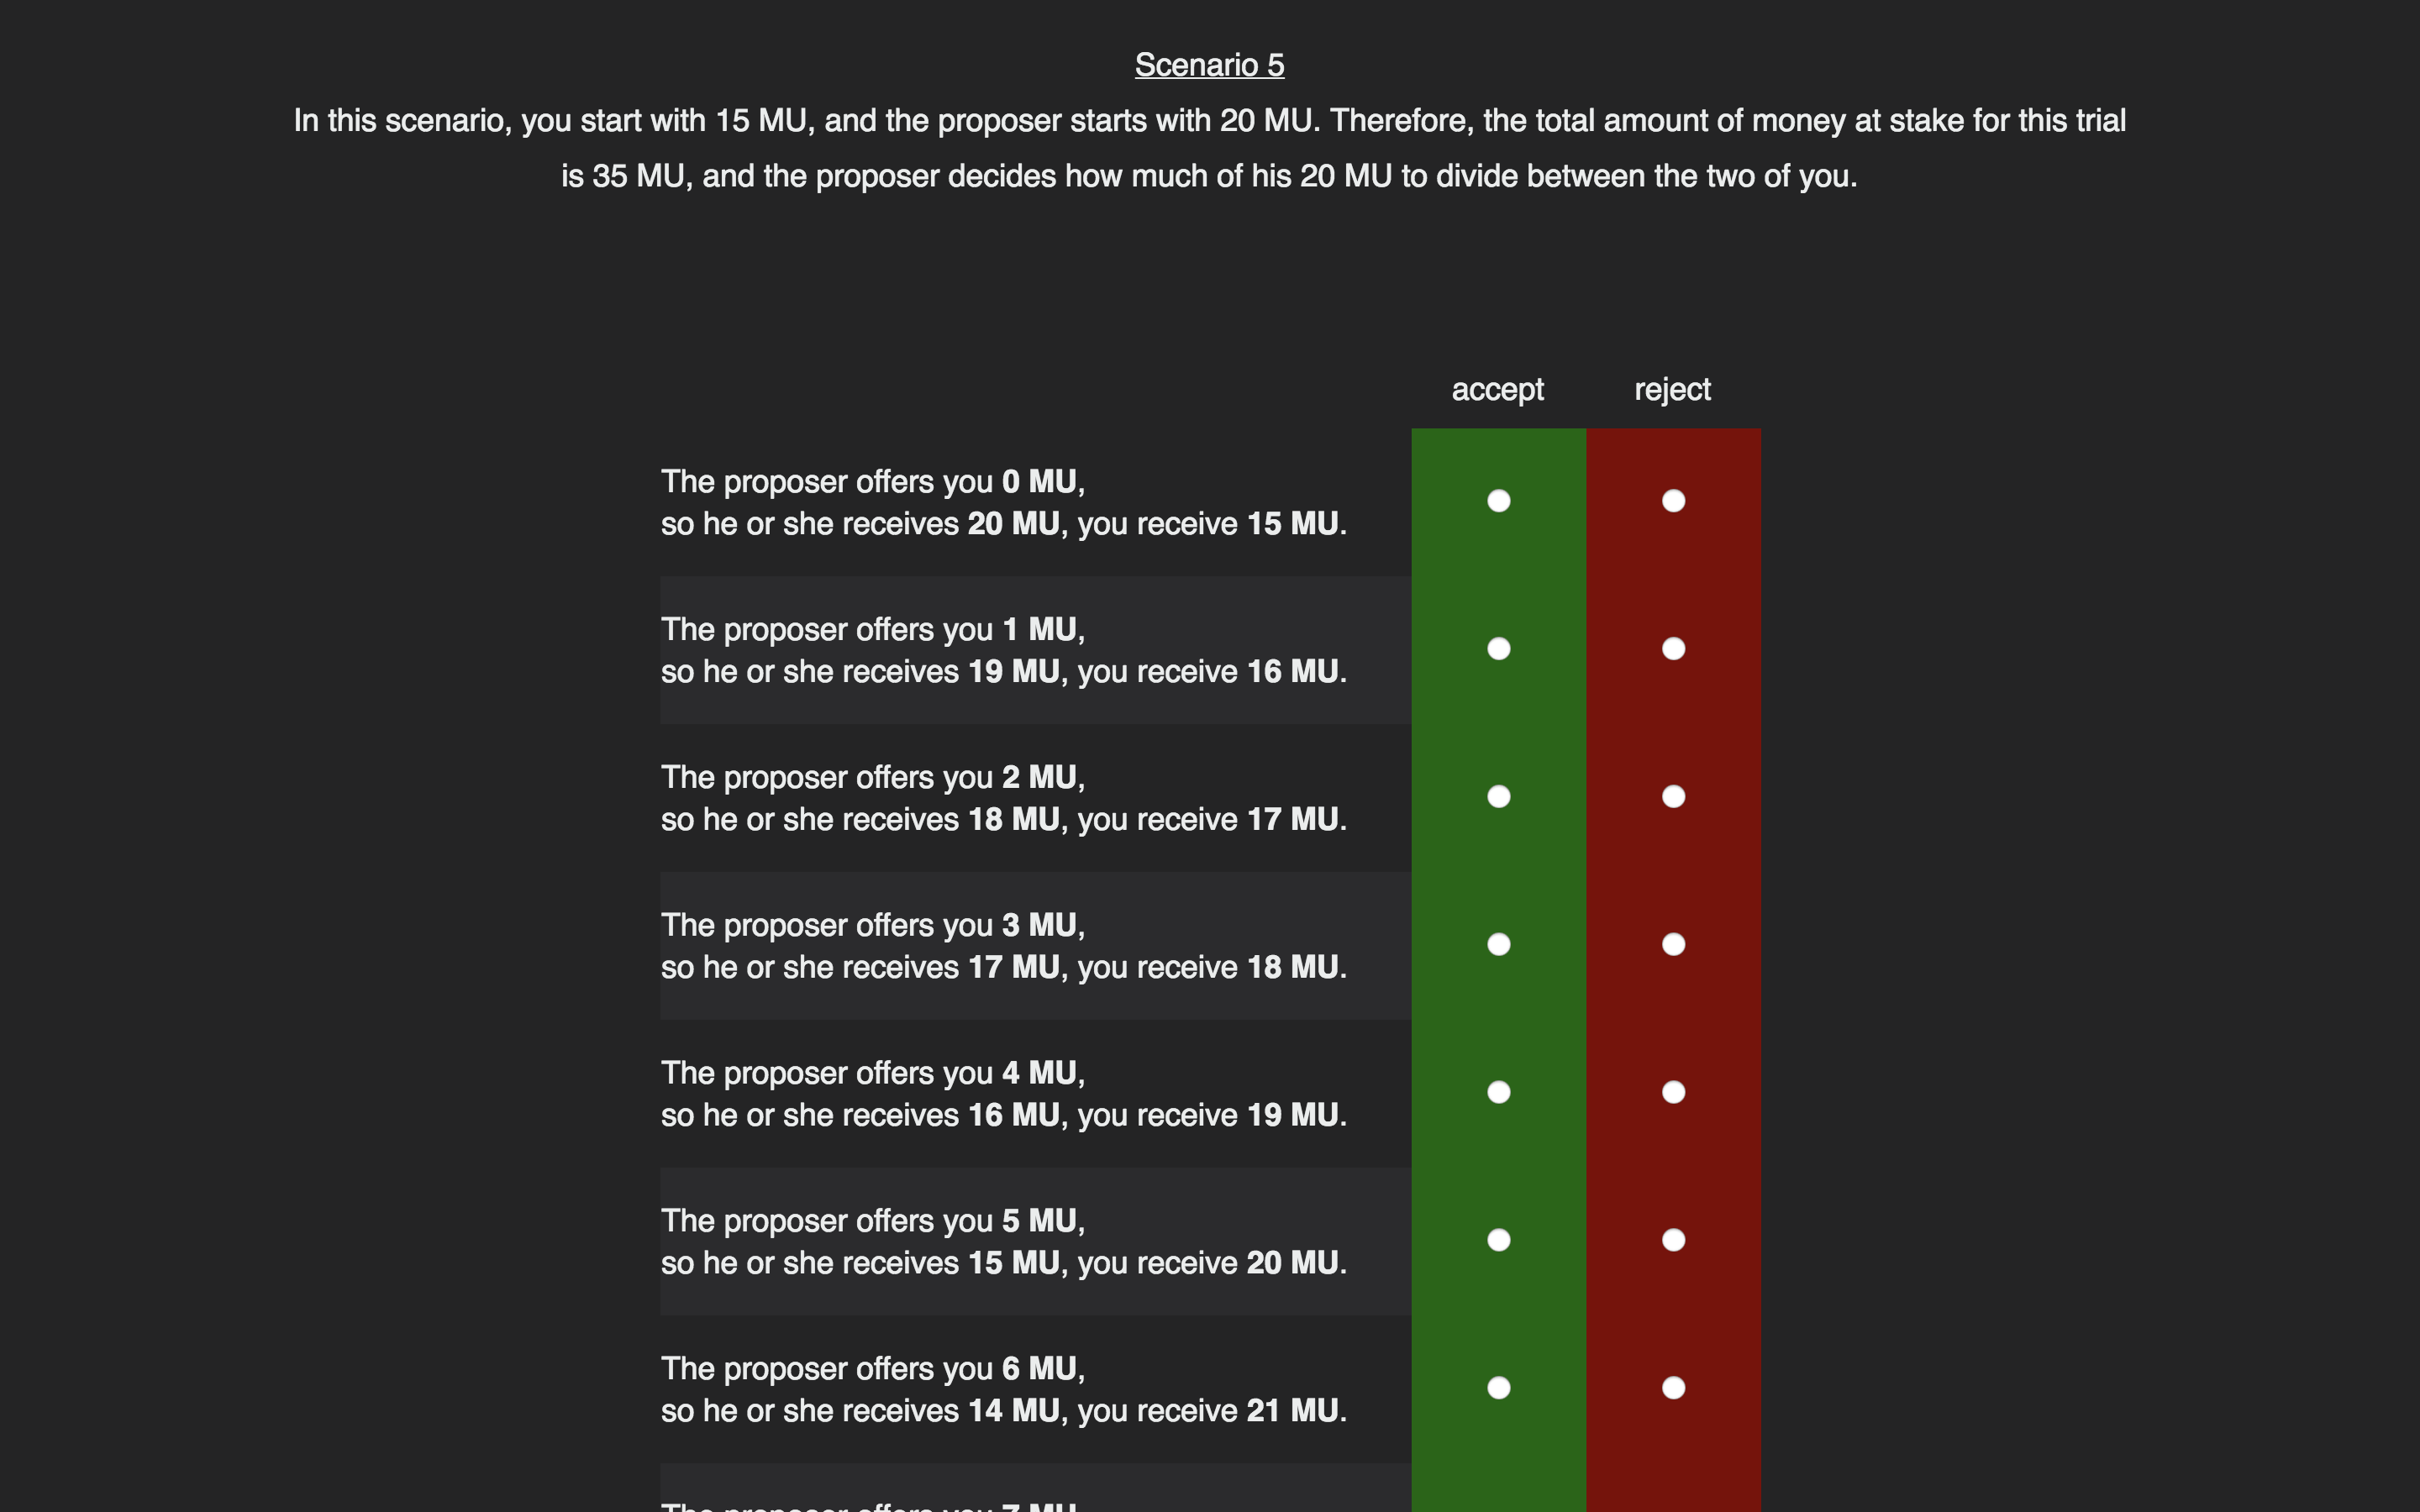 Scenario 5
In this scenario, you start with 15 MU, and the proposer starts with 20 MU. Therefore, the total amount of money at stake for this trial
is 35 MU, and the proposer decides how much of his 20 MU to divide between the two of you.
accept reject
The proposer offers you 0 MU,
so he or she receives 20 MU, you receive 15 MU.
The proposer offers you 1 MU,
so he or she receives 19 MU, you receive 16 MU.
The proposer offers you 2 MU,
so he or she receives 18 MU, you receive 17 MU.
The proposer offers you 3 MU,
so he or she receives 17 MU, you receive 18 MU.
The proposer offers you 4 MU,
so he or she receives 16 MU, you receive 19 MU.
The proposer offers you 5 MU,
so he or she receives 15 MU, you receive 20 MU.
The proposer offers you 6 MU,
so he or she receives 14 MU, you receive 21 MU.
The proposer offers you 7 MU,